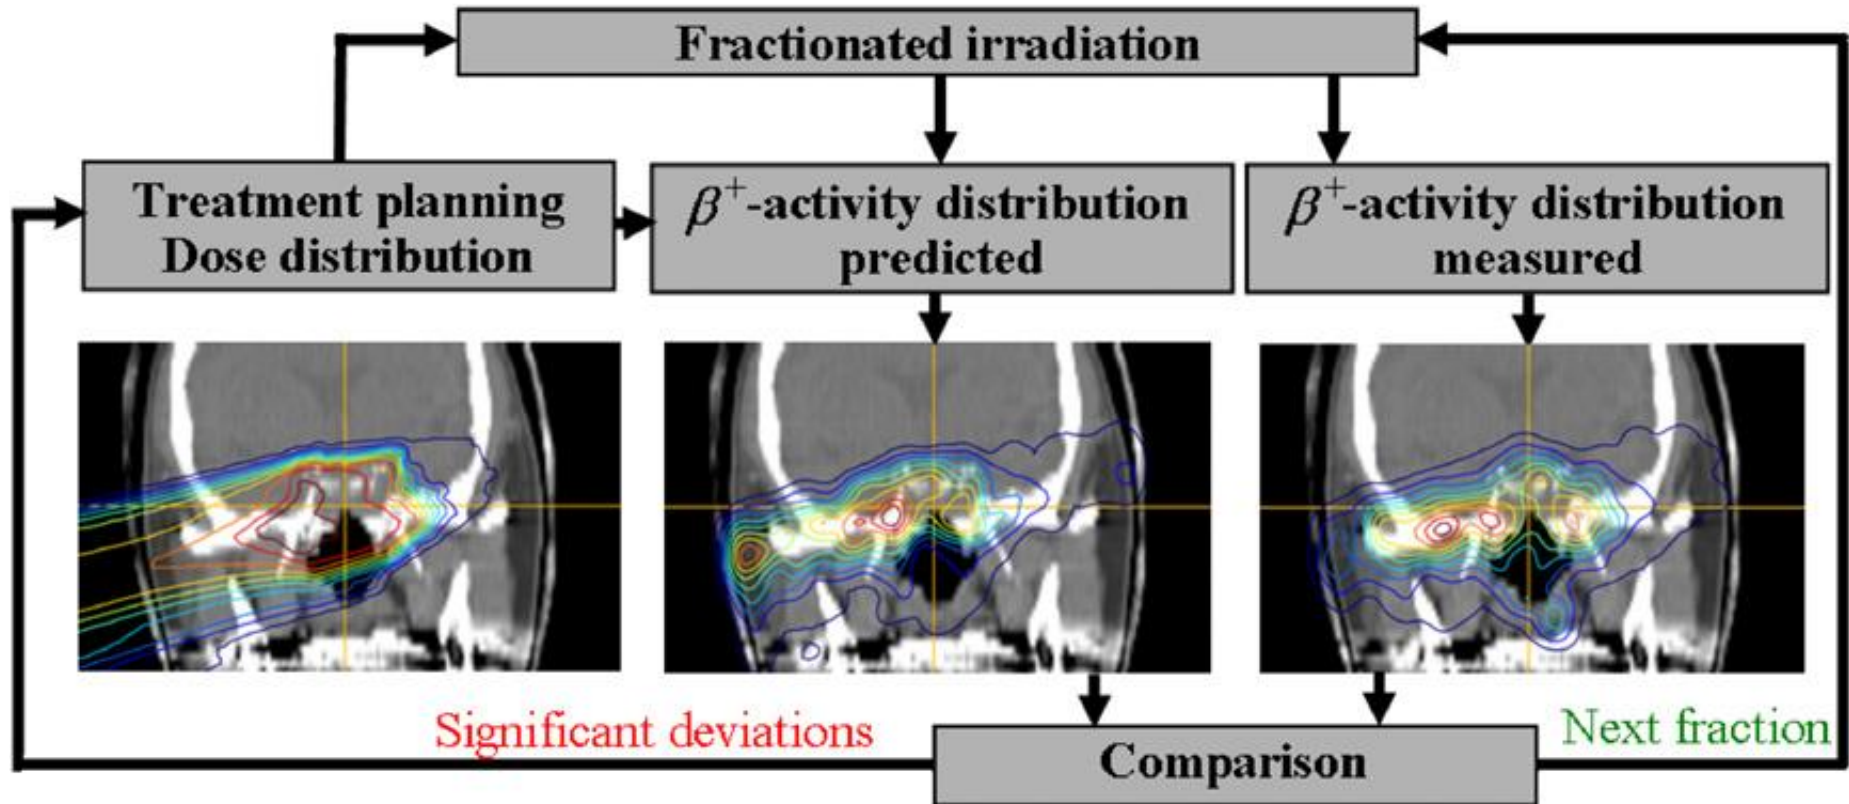 Fractionated irradiation
Treatment planning
Dose distribution
β⁺-activity distribution
predicted
β⁺-activity distribution
measured
Significant deviations
Next fraction
Comparison